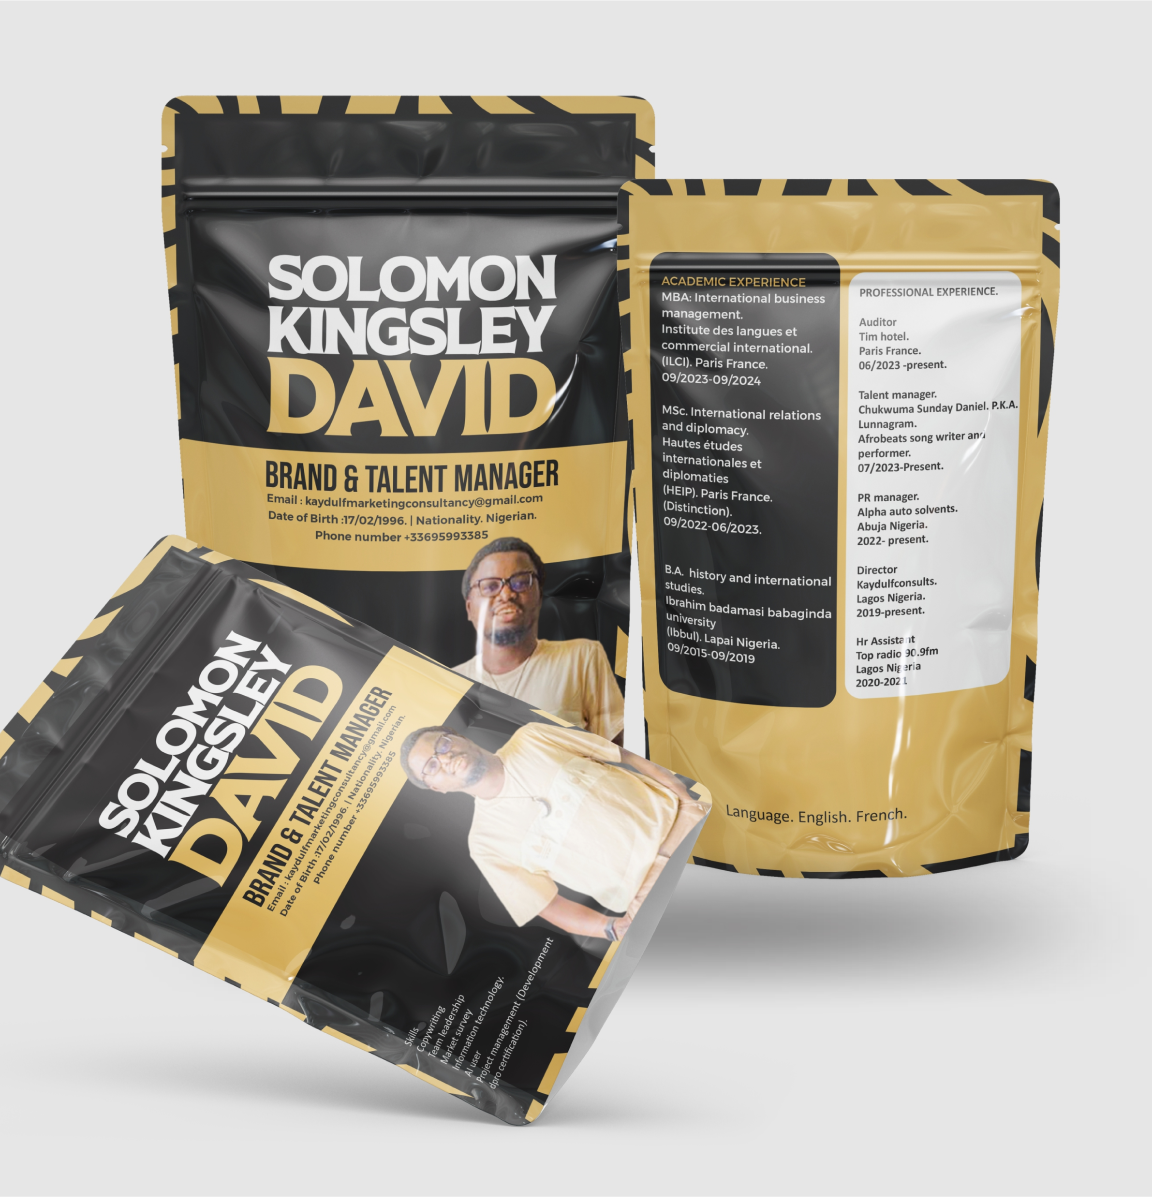 SOLOMON
KINGSLEY
DAVID
BRAND & TALENT MANAGER
Email : kaydulfmarketingconsultancy@gmail.com
Date of Birth :17/02/1996. | Nationality. Nigerian.
Phone number +33695993385
ACADEMIC EXPERIENCE
MBA: International business
management.
Institute des langues et
commercial international.
(ILCI). Paris France.
09/2023-09/2024
MSc. International relations
and diplomacy.
Hautes études
internationales et
diplomaties
(HEIP). Paris France.
(Distinction).
09/2022-06/2023.
B.A.  history and international
studies.
Ibrahim badamasi babaginda
university
(Ibbul). Lapai Nigeria.
09/2015-09/2019
PROFESSIONAL EXPERIENCE.
Auditor
Tim hotel.
Paris France.
06/2023 -present.
Talent manager.
Chukwuma Sunday Daniel. P.K.A.
Lunnagram.
Afrobeats song writer and
performer.
07/2023-Present.
PR manager.
Alpha auto solvents.
Abuja Nigeria.
2022- present.
Director
Kaydulfconsults.
Lagos Nigeria.
2019-present.
Hr Assistant
Top radio 90.9fm
Lagos Nigeria
2020-2021
Language. English. French.
SOLOMON
KINGSLEY
DAVID
BRAND & TALENT MANAGER
Email : kaydulfmarketingconsultancy@gmail.com
Date of Birth :17/02/1996. | Nationality. Nigerian.
Phone number +33695993385
Skills.
Copywriting
Team leadership
Market survey
Information technology.
AI user
Project management (Development
dpro certification).